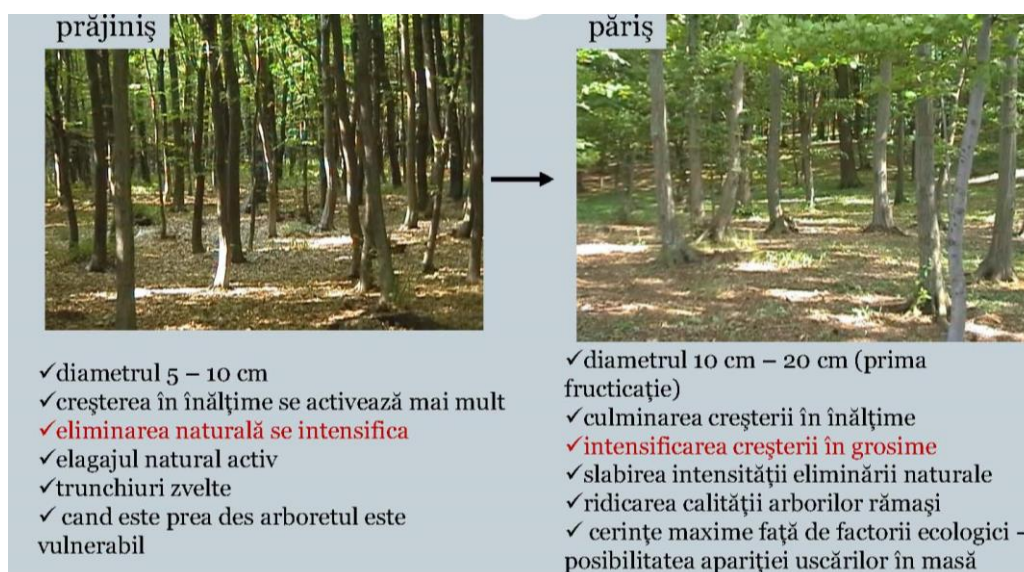 prăjiniş
✓diametrul 5 – 10 cm
✓creşterea în înălţime se activează mai mult
✓eliminarea naturală se intensifica
✓elagajul natural activ
✓trunchiuri zvelte
✓ cand este prea des arboretul este
vulnerabil
păriş
✓diametrul 10 cm – 20 cm (prima
fructicaţie)
✓culminarea creşterii în înălţime
✓intensificarea creşterii în grosime
✓slabirea intensităţii eliminării naturale
✓ridicarea calităţii arborilor rămaşi
✓ cerinţe maxime faţă de factorii ecologici –
posibilitatea apariţiei uscărilor în masă